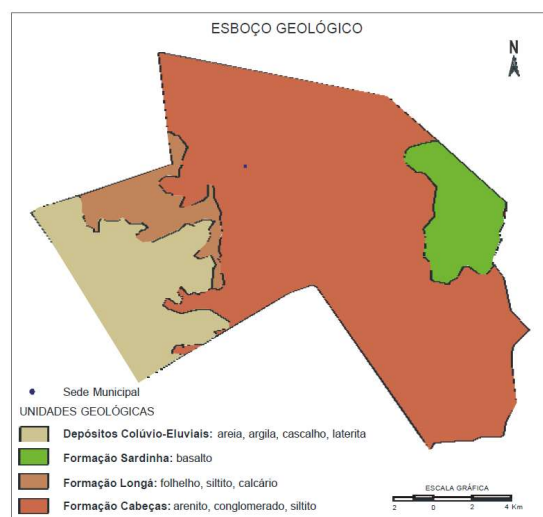 ESBOÇO GEOLÓGICO
N
Sede Municipal
UNIDADES GEOLÓGICAS
Depósitos Colúvio-Eluviais: areia, argila, cascalho, laterita
Formação Sardinha: basalto
Formação Longá: folhelho, siltito, calcário
Formação Cabeças: arenito, conglomerado, siltito
ESCALA GRÁFICA
2 0 2 4 Km